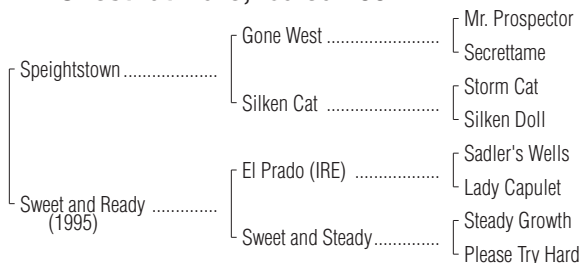 Mr. Prospector
Gone West ........................
Secrettame
Speightstown ....................
Storm Cat
Silken Cat ........................
Silken Doll
Sadler's Wells
El Prado (IRE) ..................
Lady Capulet
Sweet and Ready ..............
(1995)
Steady Growth
Sweet and Steady..............
Please Try Hard